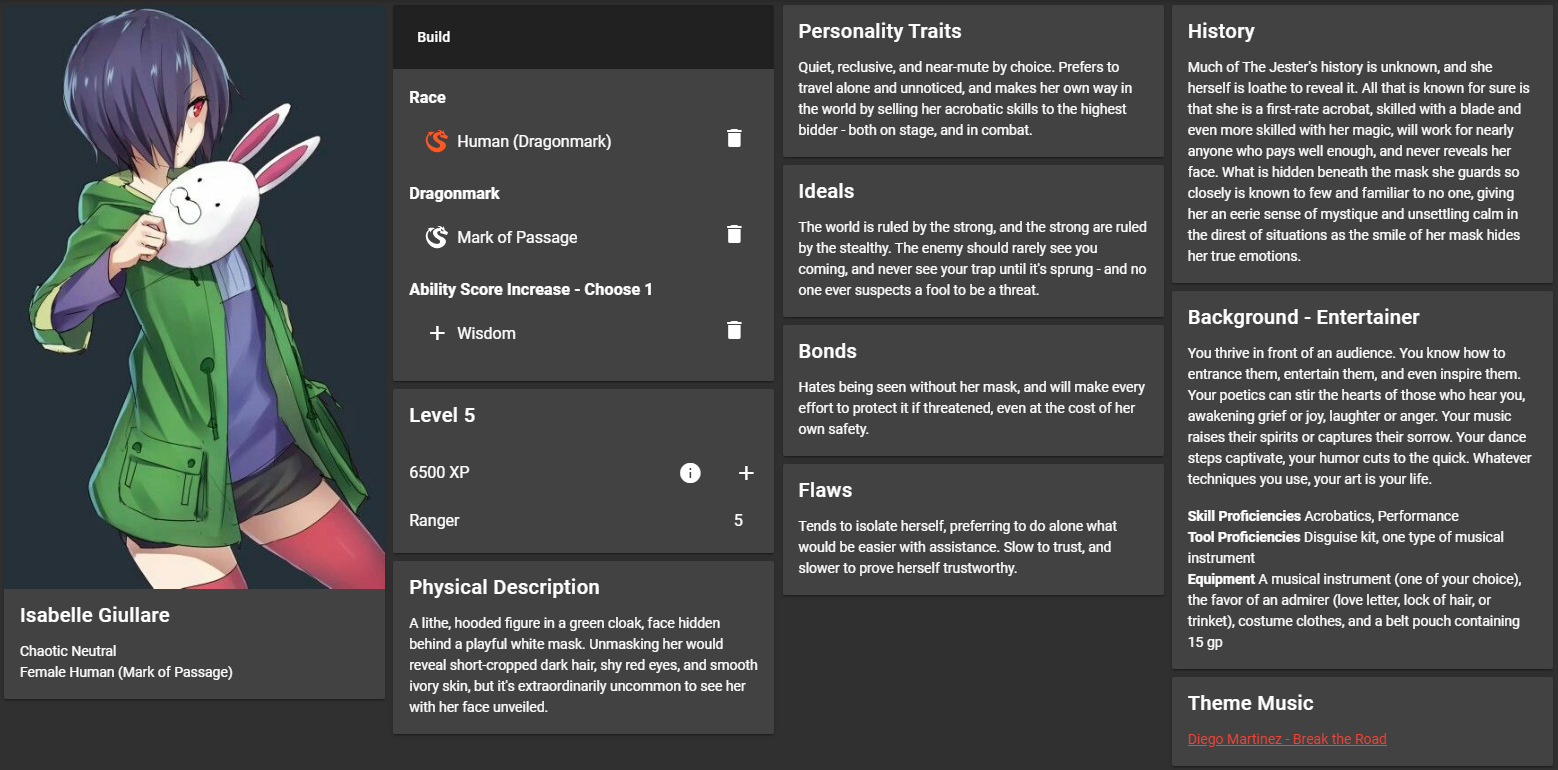 Isabelle Giullare
Chaotic Neutral
Female Human (Mark of Passage)
Build
Race
Human (Dragonmark)
Dragonmark
Mark of Passage
Ability Score Increase - Choose 1
Wisdom
Level 5
6500 XP
Ranger 5
Physical Description
A lithe, hooded figure in a green cloak, face hidden
behind a playful white mask. Unmasking her would
reveal short-cropped dark hair, shy red eyes, and smooth
ivory skin, but it's extraordinarily uncommon to see her
with her face unveiled.
Personality Traits
Quiet, reclusive, and near-mute by choice. Prefers to
travel alone and unnoticed, and makes her own way in
the world by selling her acrobatic skills to the highest
bidder - both on stage, and in combat.
Ideals
The world is ruled by the strong, and the strong are ruled
by the stealthy. The enemy should rarely see you
coming, and never see your trap until it's sprung - and no
one ever suspects a fool to be a threat.
Bonds
Hates being seen without her mask, and will make every
effort to protect it if threatened, even at the cost of her
own safety.
Flaws
Tends to isolate herself, preferring to do alone what
would be easier with assistance. Slow to trust, and
slower to prove herself trustworthy.
History
Much of The Jester's history is unknown, and she
herself is loathe to reveal it. All that is known for sure is
that she is a first-rate acrobat, skilled with a blade and
even more skilled with her magic, will work for nearly
anyone who pays well enough, and never reveals her
face. What is hidden beneath the mask she guards so
closely is known to few and familiar to no one, giving
her an eerie sense of mystique and unsettling calm in
the direst of situations as the smile of her mask hides
her true emotions.
Background - Entertainer
You thrive in front of an audience. You know how to
entrance them, entertain them, and even inspire them.
Your poetics can stir the hearts of those who hear you,
awakening grief or joy, laughter or anger. Your music
raises their spirits or captures their sorrow. Your dance
steps captivate, your humor cuts to the quick. Whatever
techniques you use, your art is your life.
Skill Proficiencies Acrobatics, Performance
Tool Proficiencies Disguise kit, one type of musical
instrument
Equipment A musical instrument (one of your choice),
the favor of an admirer (love letter, lock of hair, or
trinket), costume clothes, and a belt pouch containing
15 gp
Theme Music
Diego Martinez - Break the Road